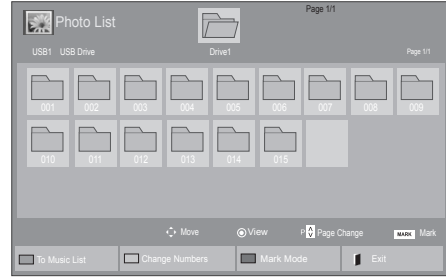 Page 1/1
Photo List
USB1 USB Drive Drive1 Page 1/1
001 002 003 004 005 006 007 008 009
010 011 012 013 014 015
Move View P Page Change MARK Mark
To Music List Change Numbers Mark Mode Exit